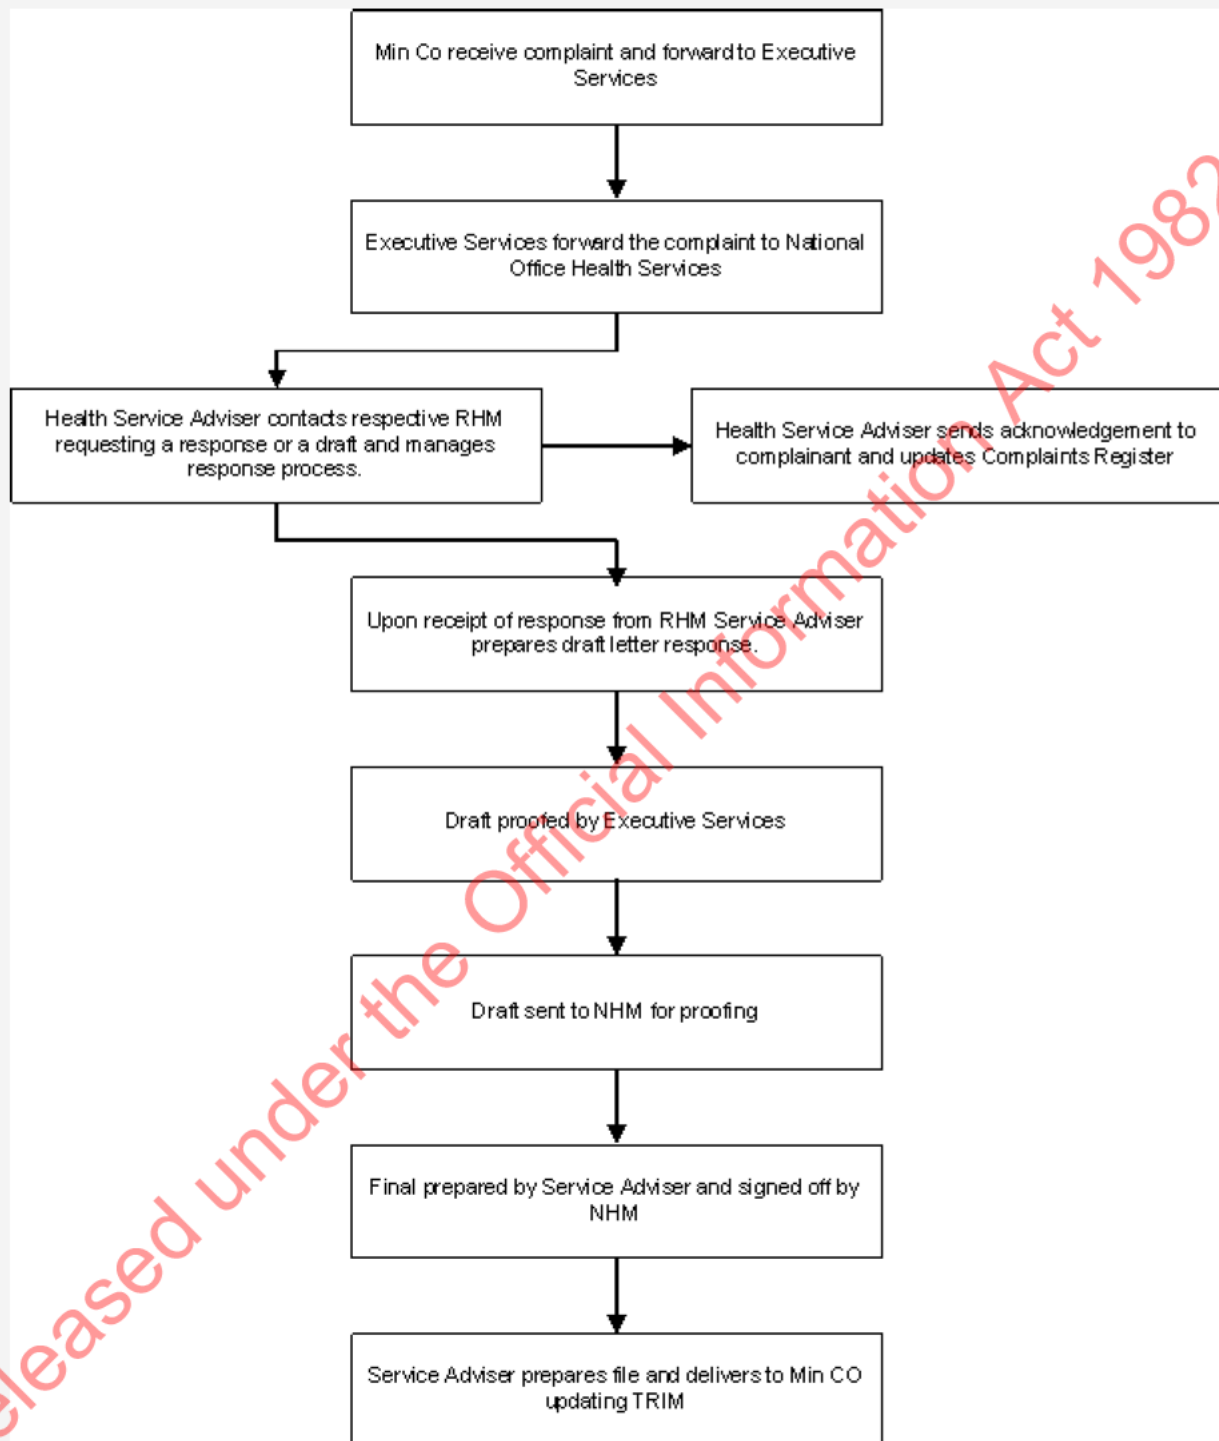 Min Co receive complaint and forward to Executive
Services
Executive Services forward the complaint to National
Office Health Services
Health Service Adviser contacts respective RHM
requesting a response or a draft and manages
response process.
Health Service Adviser sends acknowledgement to
complainant and updates Complaints Register
Upon receipt of response from RHM Service Adviser
prepares draft letter response.
Draft proofed by Executive Services
Draft sent to NHM for proofing
Final prepared by Service Adviser and signed off by
NHM
Service Adviser prepares file and delivers to Min CO
updating TRIM
eleased under the Official Information Act 1982